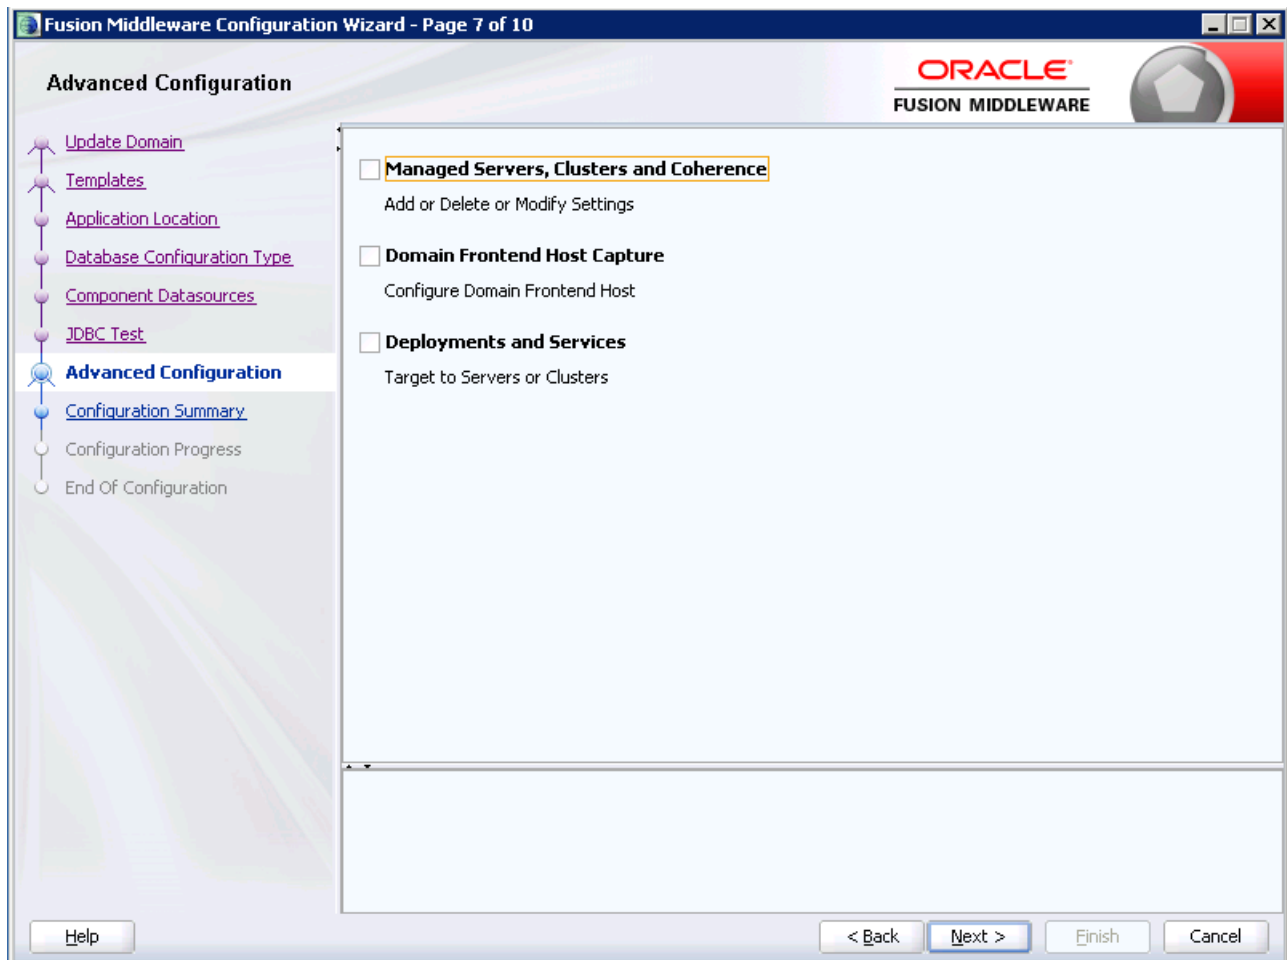 Fusion Middleware Configuration Wizard - Page 7 of 10
Advanced Configuration
ORACLE
FUSION MIDDLEWARE
Update Domain
Templates
Application Location
Database Configuration Type
Component Datasources
JDBC Test
Advanced Configuration
Configuration Summary
Configuration Progress
End Of Configuration
Managed Servers, Clusters and Coherence
Add or Delete or Modify Settings
Domain Frontend Host Capture
Configure Domain Frontend Host
Deployments and Services
Target to Servers or Clusters
Help
< Back
Next >
Finish
Cancel